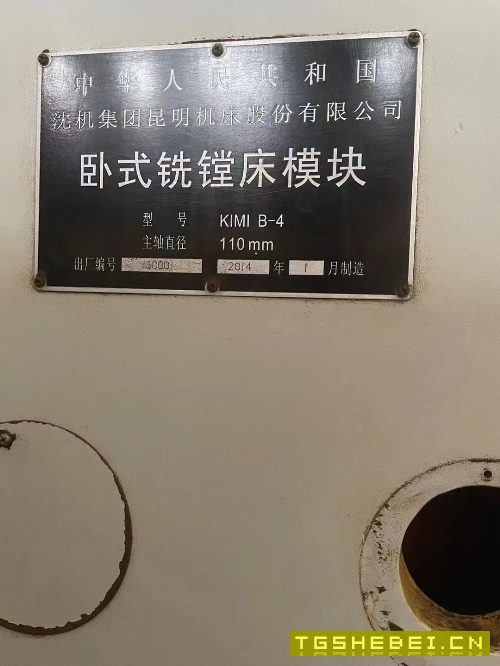 中华人民共和国
沈机集团昆明机床股份有限公司
卧式铣镗床模块
型号 KIMI B-4
主轴直径 110mm
出厂编号 2014 年 1 月制造
TGSHEBEI.CN